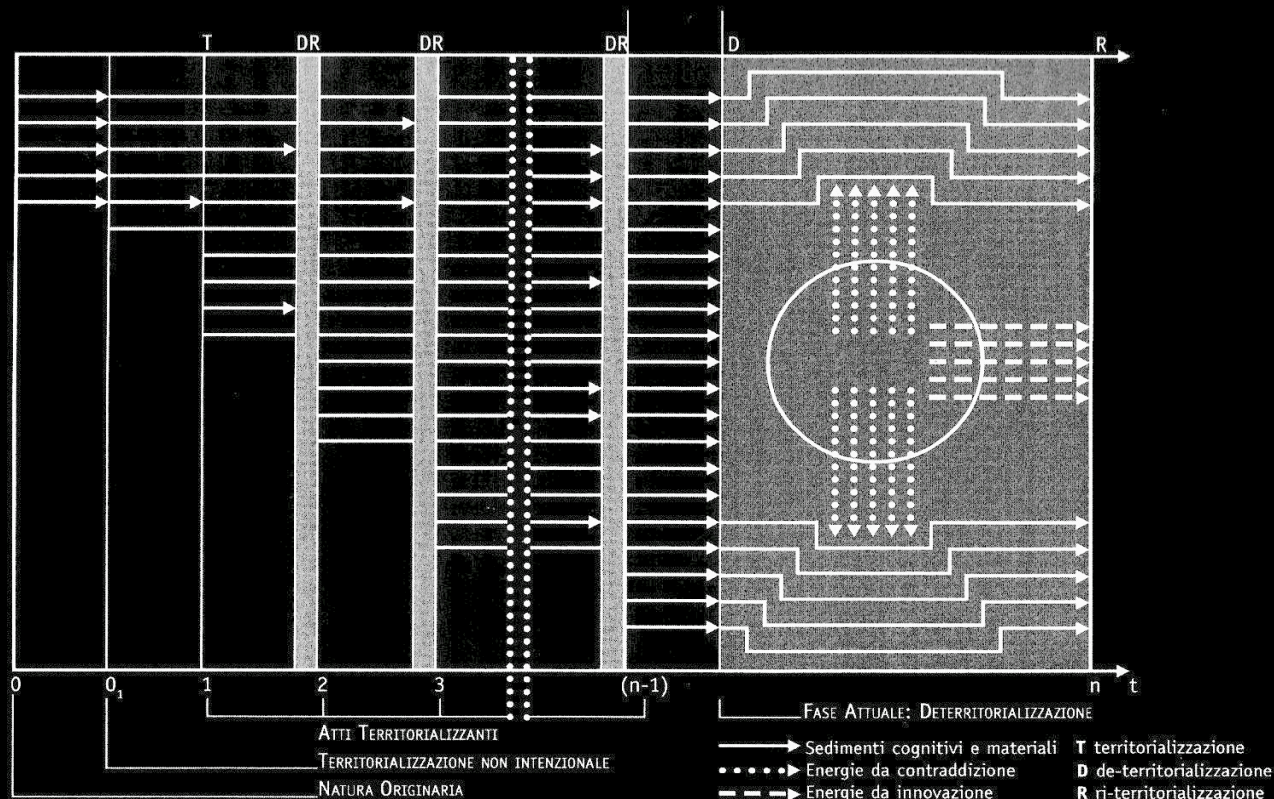 T DR DR DR D R
0 0₁ 1 2 3 (n-1) n t
ATTI TERRITORIALIZZANTI
TERRITORIALIZZAZIONE NON INTENZIONALE
NATURA ORIGINARIA
FASE ATTUALE: DETERRITORIALIZZAZIONE
Sedimenti cognitivi e materiali T territorializzazione
Energie da contraddizione D de-territorializzazione
Energie da innovazione R ri-territorializzazione